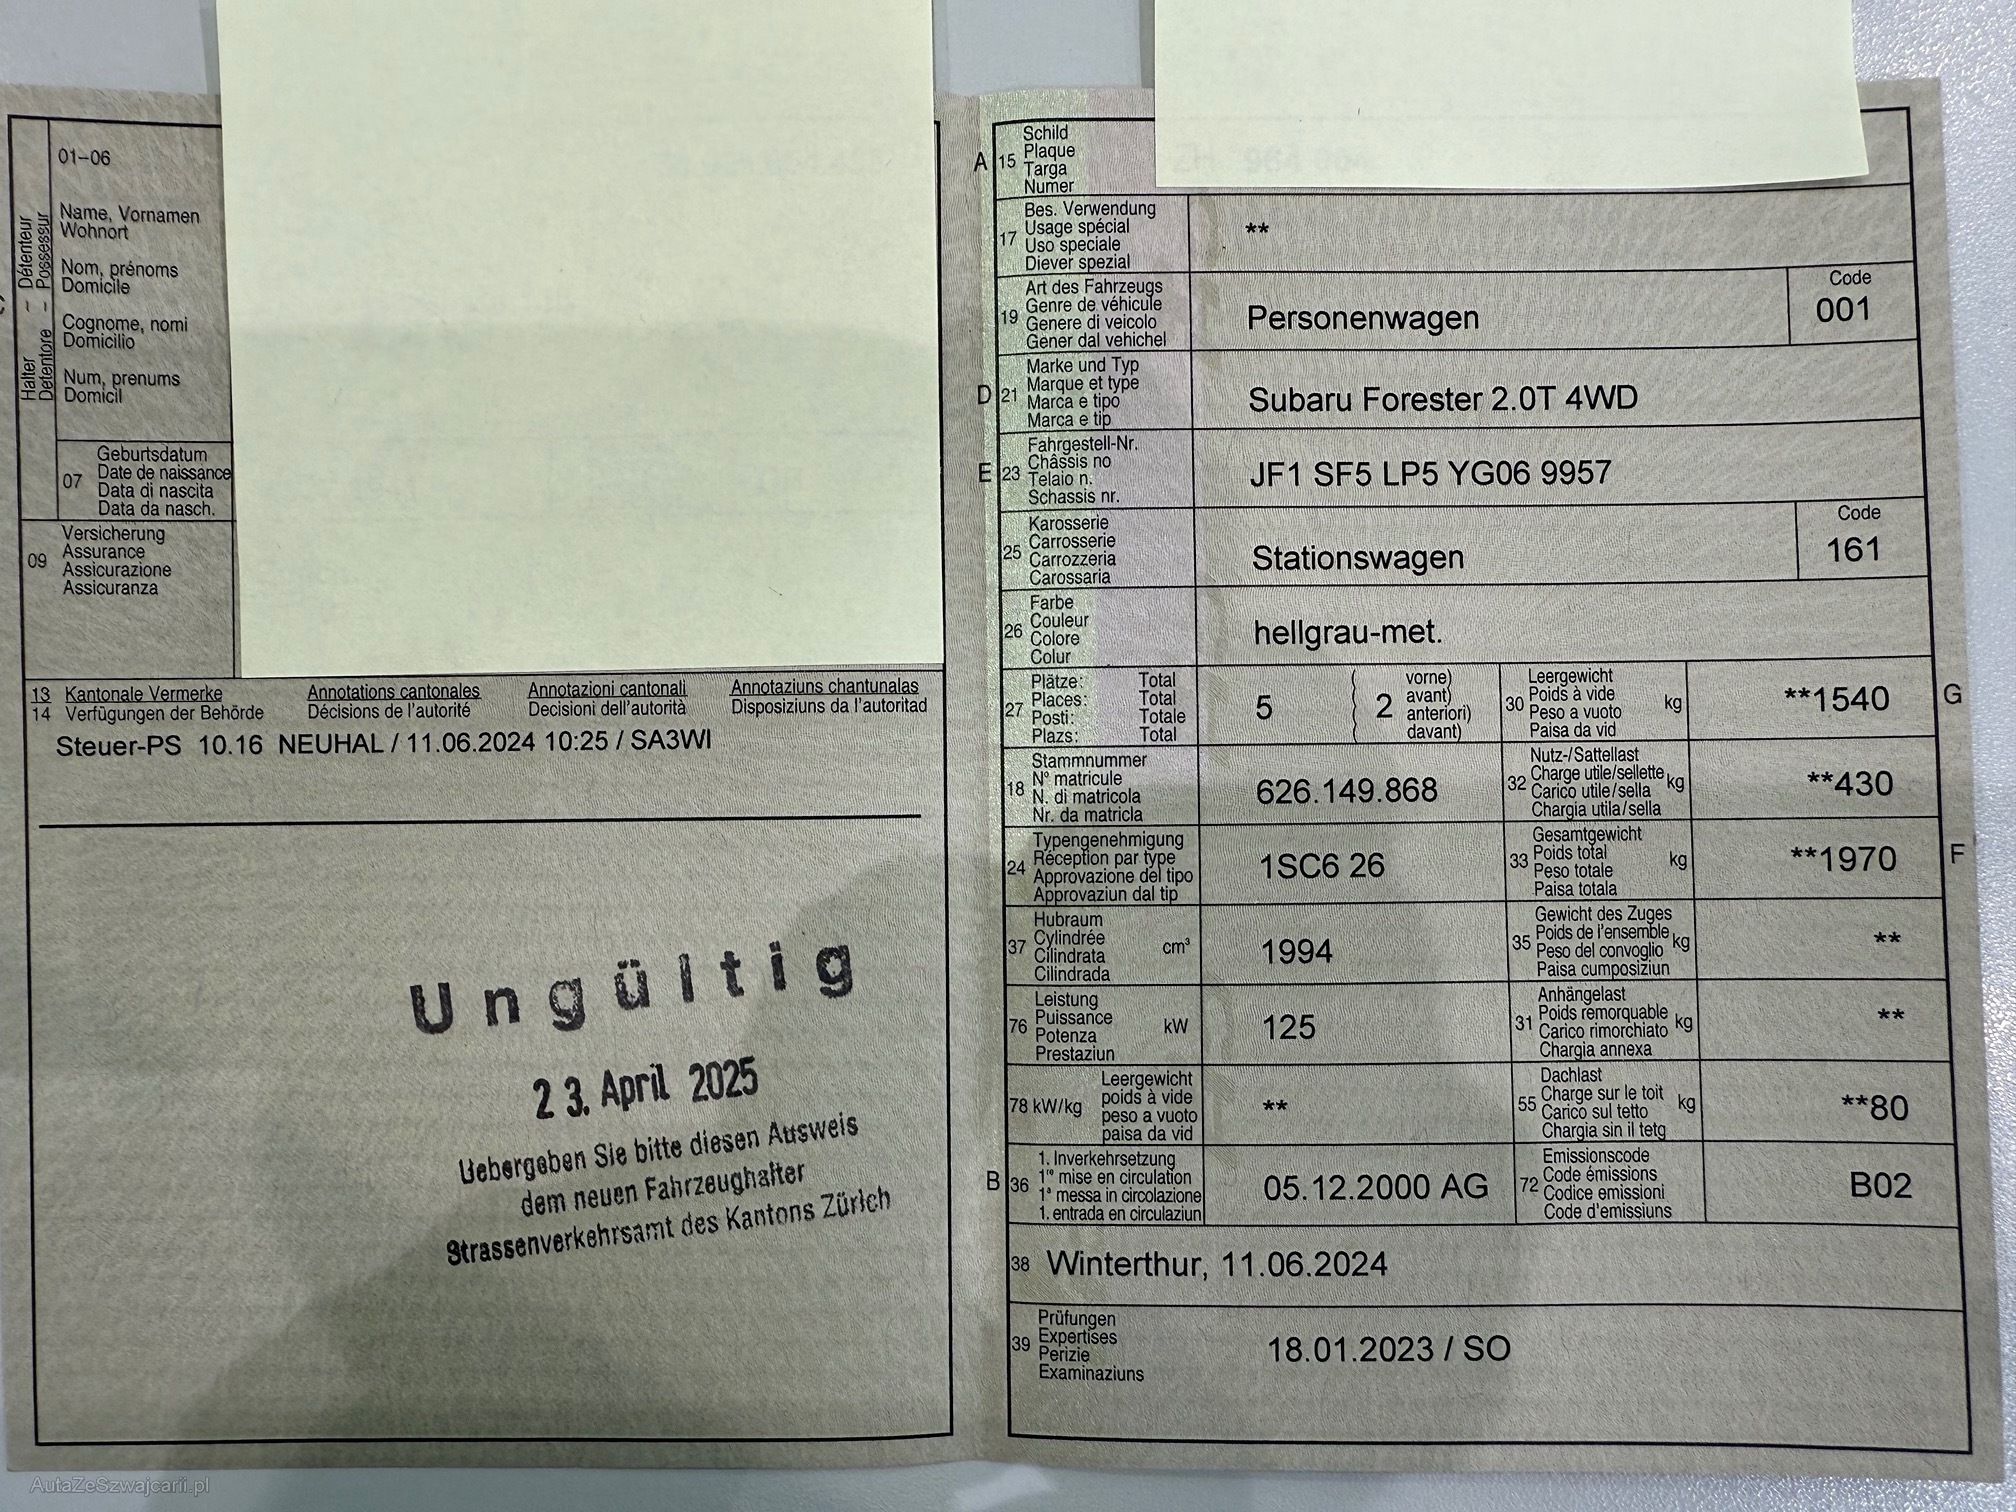 01-06
Halter – Détenteur
Detentore – Possessur
Name, Vornamen
Wohnort
Nom, prénoms
Domicile
Cognome, nomi
Domicilio
Num, prenums
Domicil
07
Geburtsdatum
Date de naissance
Data di nascita
Data da nasch.
09
Versicherung
Assurance
Assicurazione
Assicuranza
13 Kantonale Vermerke Annotations cantonales Annotazioni cantonali Annotaziuns chantunalas
14 Verfügungen der Behörde Décisions de l'autorité Decisioni dell'autorità Disposiziuns da l'autoritad
Steuer-PS 10.16 NEUHAL / 11.06.2024 10:25 / SA3WI
Ungültig
23. April 2025
Uebergeben Sie bitte diesen Ausweis
dem neuen Fahrzeughalter
Strassenverkehrsamt des Kantons Zürich
A 15
Schild
Plaque
Targa
Numer
17
Bes. Verwendung
Usage spécial
Uso speciale
Diever spezial
**
19
Art des Fahrzeugs
Genre de véhicule
Genere di veicolo
Gener dal vehichel
Personenwagen
Code
001
D 21
Marke und Typ
Marque et type
Marca e tipo
Marca e tip
Subaru Forester 2.0T 4WD
E 23
Fahrgestell-Nr.
Châssis no
Telaio n.
Schassis nr.
JF1 SF5 LP5 YG06 9957
25
Karosserie
Carrosserie
Carrozzeria
Carossaria
Stationswagen
Code
161
26
Farbe
Couleur
Colore
Colur
hellgrau-met.
27
Plätze: Total
Places: Total
Posti: Totale
Plazs: Total
5
2
vorne)
avant)
anteriori)
davant)
30
Leergewicht
Poids à vide
Peso a vuoto
Paisa da vid
kg
**1540
G
18
Stammnummer
N° matricule
N. di matricola
Nr. da matricla
626.149.868
32
Nutz-/Sattellast
Charge utile/sellette
Carico utile/sella
Chargia utila/sella
kg
**430
24
Typengenehmigung
Réception par type
Approvazione del tipo
Approvaziun dal tip
1SC6 26
33
Gesamtgewicht
Poids total
Peso totale
Paisa totala
kg
**1970
F
37
Hubraum
Cylindrée
Cilindrata
Cilindrada
cm³
1994
35
Gewicht des Zuges
Poids de l'ensemble
Peso del convoglio
Paisa cumposiziun
kg
**
76
Leistung
Puissance
Potenza
Prestaziun
kW
125
31
Anhängelast
Poids remorquable
Carico rimorchiato
Chargia annexa
kg
**
78 kW/kg
Leergewicht
poids à vide
peso a vuoto
paisa da vid
**
55
Dachlast
Charge sur le toit
Carico sul tetto
Chargia sin il tetg
kg
**80
B 36
1. Inverkehrsetzung
1re mise en circulation
1a messa in circolazione
1. entrada en circulaziun
05.12.2000 AG
72
Emissionscode
Code émissions
Codice emissioni
Code d'emissiuns
B02
38 Winterthur, 11.06.2024
39
Prüfungen
Expertises
Perizie
Examinaziuns
18.01.2023 / SO
AutaZeSzwajcarii.pl